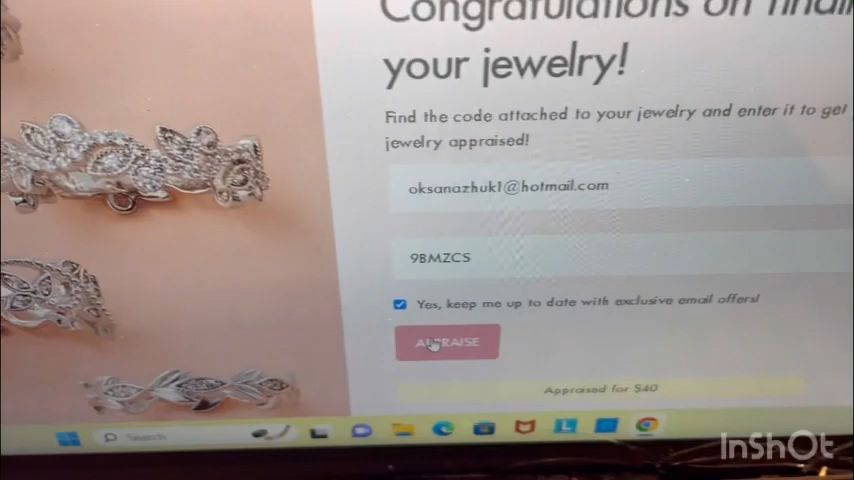 Congratulations on
your jewelry!
Find the code attached to your jewelry and enter it to get
jewelry appraised!
oksanazhuk1@hotmail.com
9BMZCS
Yes, keep me up to date with exclusive email offers!
APPRAISE
Appraised for $40
Search
InShOt